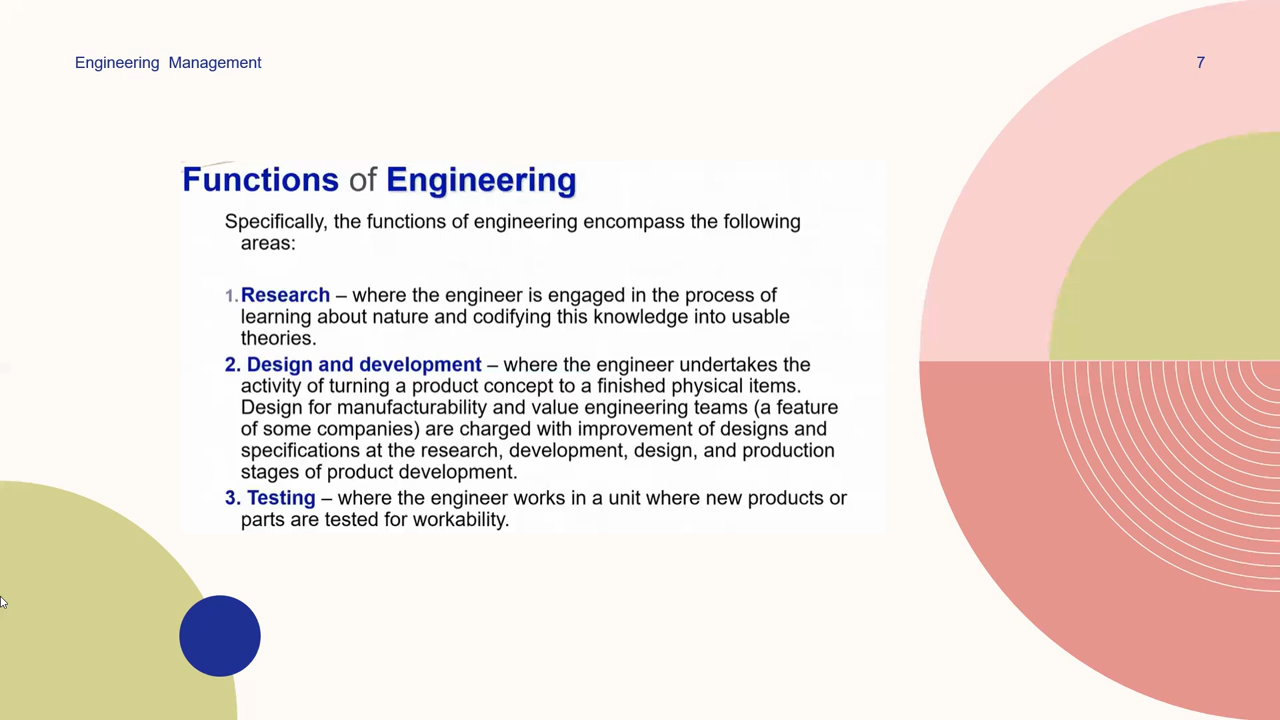 Engineering Management
7
Functions of Engineering
Specifically, the functions of engineering encompass the following
areas:
1. Research – where the engineer is engaged in the process of
learning about nature and codifying this knowledge into usable
theories.
2. Design and development – where the engineer undertakes the
activity of turning a product concept to a finished physical items.
Design for manufacturability and value engineering teams (a feature
of some companies) are charged with improvement of designs and
specifications at the research, development, design, and production
stages of product development.
3. Testing – where the engineer works in a unit where new products or
parts are tested for workability.